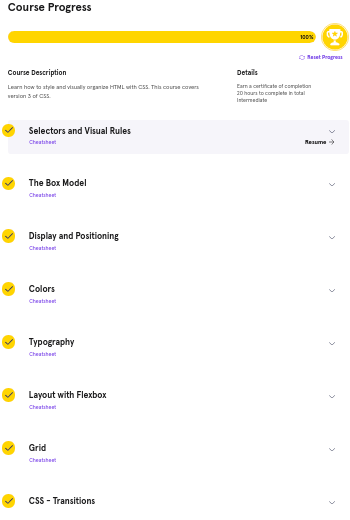 Course Progress
100%
Reset Progress
Course Description
Details
Learn how to style and visually organize HTML with CSS. This course covers
version 3 of CSS.
Earn a certificate of completion
20 hours to complete in total
Intermediate
Selectors and Visual Rules
Cheatsheet
Resume
The Box Model
Cheatsheet
Display and Positioning
Cheatsheet
Colors
Cheatsheet
Typography
Cheatsheet
Layout with Flexbox
Cheatsheet
Grid
Cheatsheet
CSS - Transitions